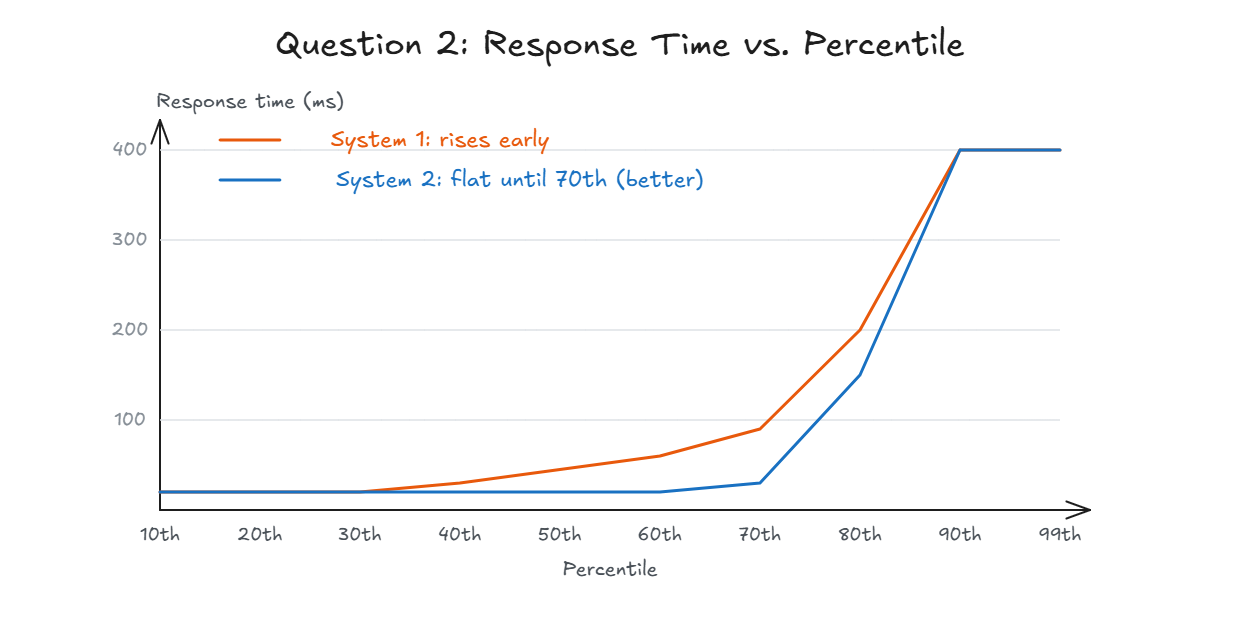 Question 2: Response Time vs. Percentile
Response time (ms)
System 1: rises early
400
System 2: flat until 70th (better)
300
200
100
10th 20th 30th 40th 50th 60th 70th 80th 90th 99th
Percentile